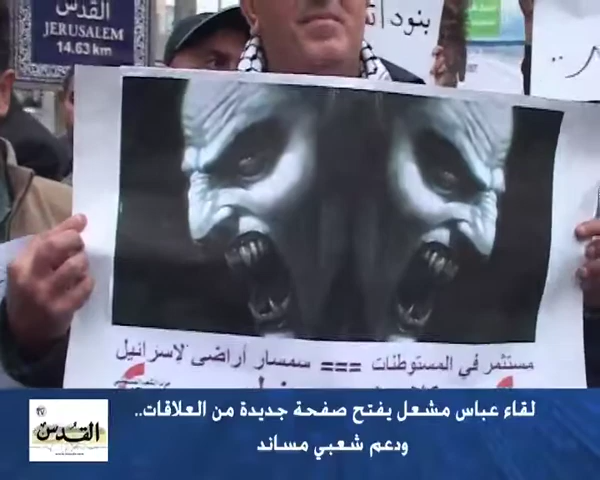 القدس
JERUSALEM
14.63 km
بنود
مستثمر في المستوطنات === سمسار أراضى لاسرائيل
لقاء عباس مشعل يفتح صفحة جديدة من العلاقات..
ودعم شعبي مساند
القدس